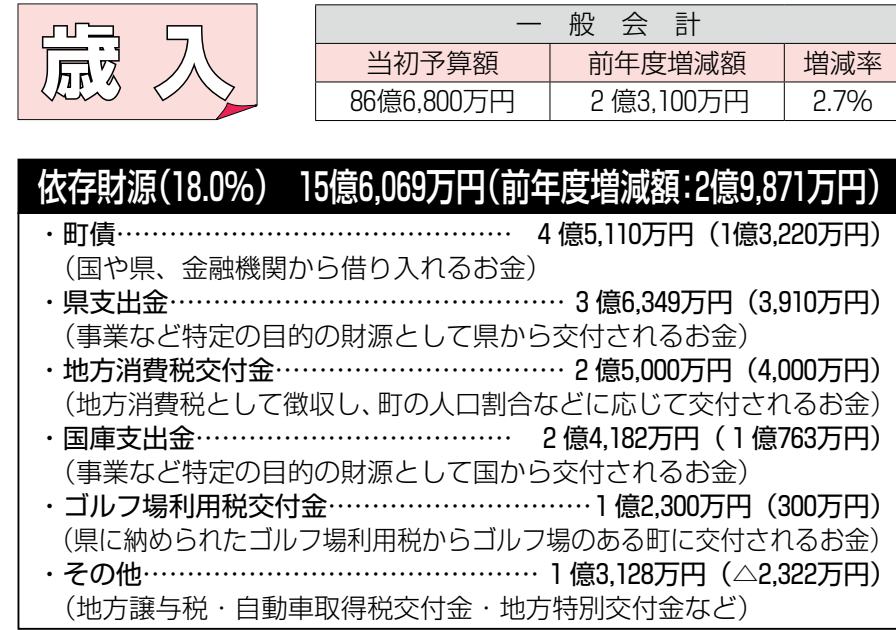 歳入
一般会計
当初予算額 前年度増減額 増減率
86億6,800万円 2億3,100万円 2.7%
依存財源(18.0%) 15億6,069万円(前年度増減額:2億9,871万円)
・町債…………………………………… 4億5,110万円(1億3,220万円)
(国や県、金融機関から借り入れるお金)
・県支出金…………………………………… 3億6,349万円(3,910万円)
(事業など特定の目的の財源として県から交付されるお金)
・地方消費税交付金………………………… 2億5,000万円(4,000万円)
(地方消費税として徴収し、町の人口割合などに応じて交付されるお金)
・国庫支出金……………………………… 2億4,182万円(1億763万円)
(事業など特定の目的の財源として国から交付されるお金)
・ゴルフ場利用税交付金………………………1億2,300万円(300万円)
(県に納められたゴルフ場利用税からゴルフ場のある町に交付されるお金)
・その他…………………………………… 1億3,128万円(△2,322万円)
(地方譲与税・自動車取得税交付金・地方特別交付金など)